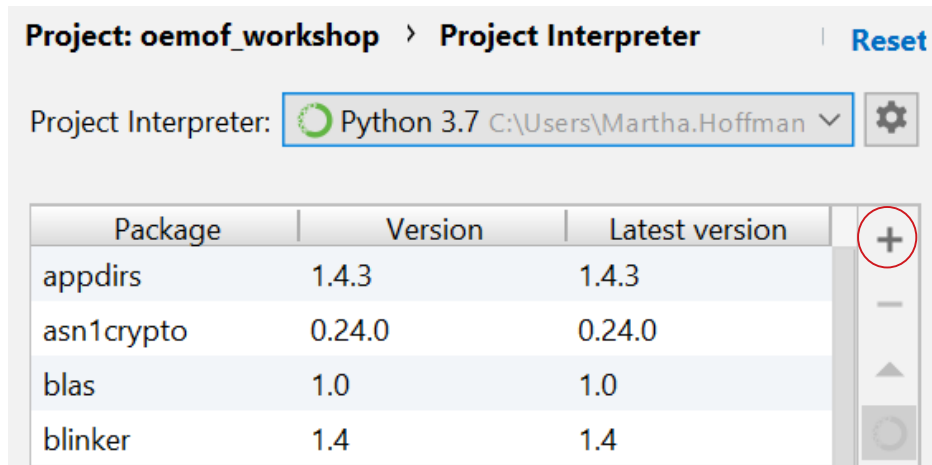 Project: oemof_workshop › Project Interpreter Reset
Project Interpreter: Python 3.7 C:\Users\Martha.Hoffman
Package Version Latest version
appdirs 1.4.3 1.4.3
asn1crypto 0.24.0 0.24.0
blas 1.0 1.0
blinker 1.4 1.4